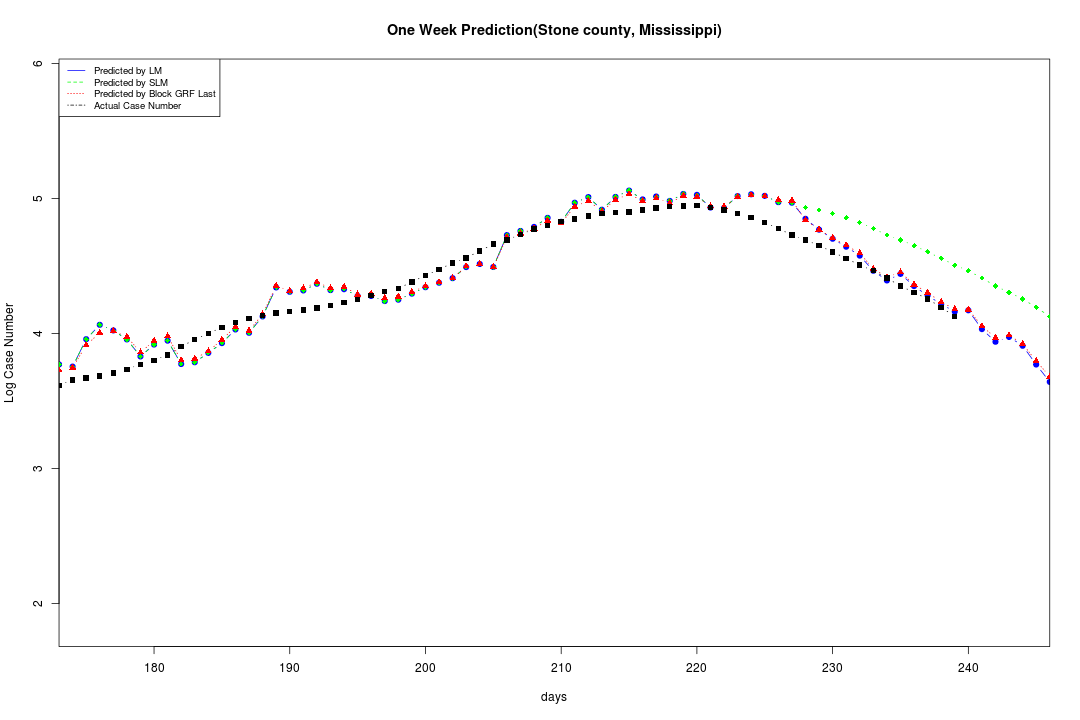 One Week Prediction(Stone county, Mississippi)
Predicted by LM
Predicted by SLM
Predicted by Block GRF Last
Actual Case Number
6
5
4
3
2
Log Case Number
180 190 200 210 220 230 240
days